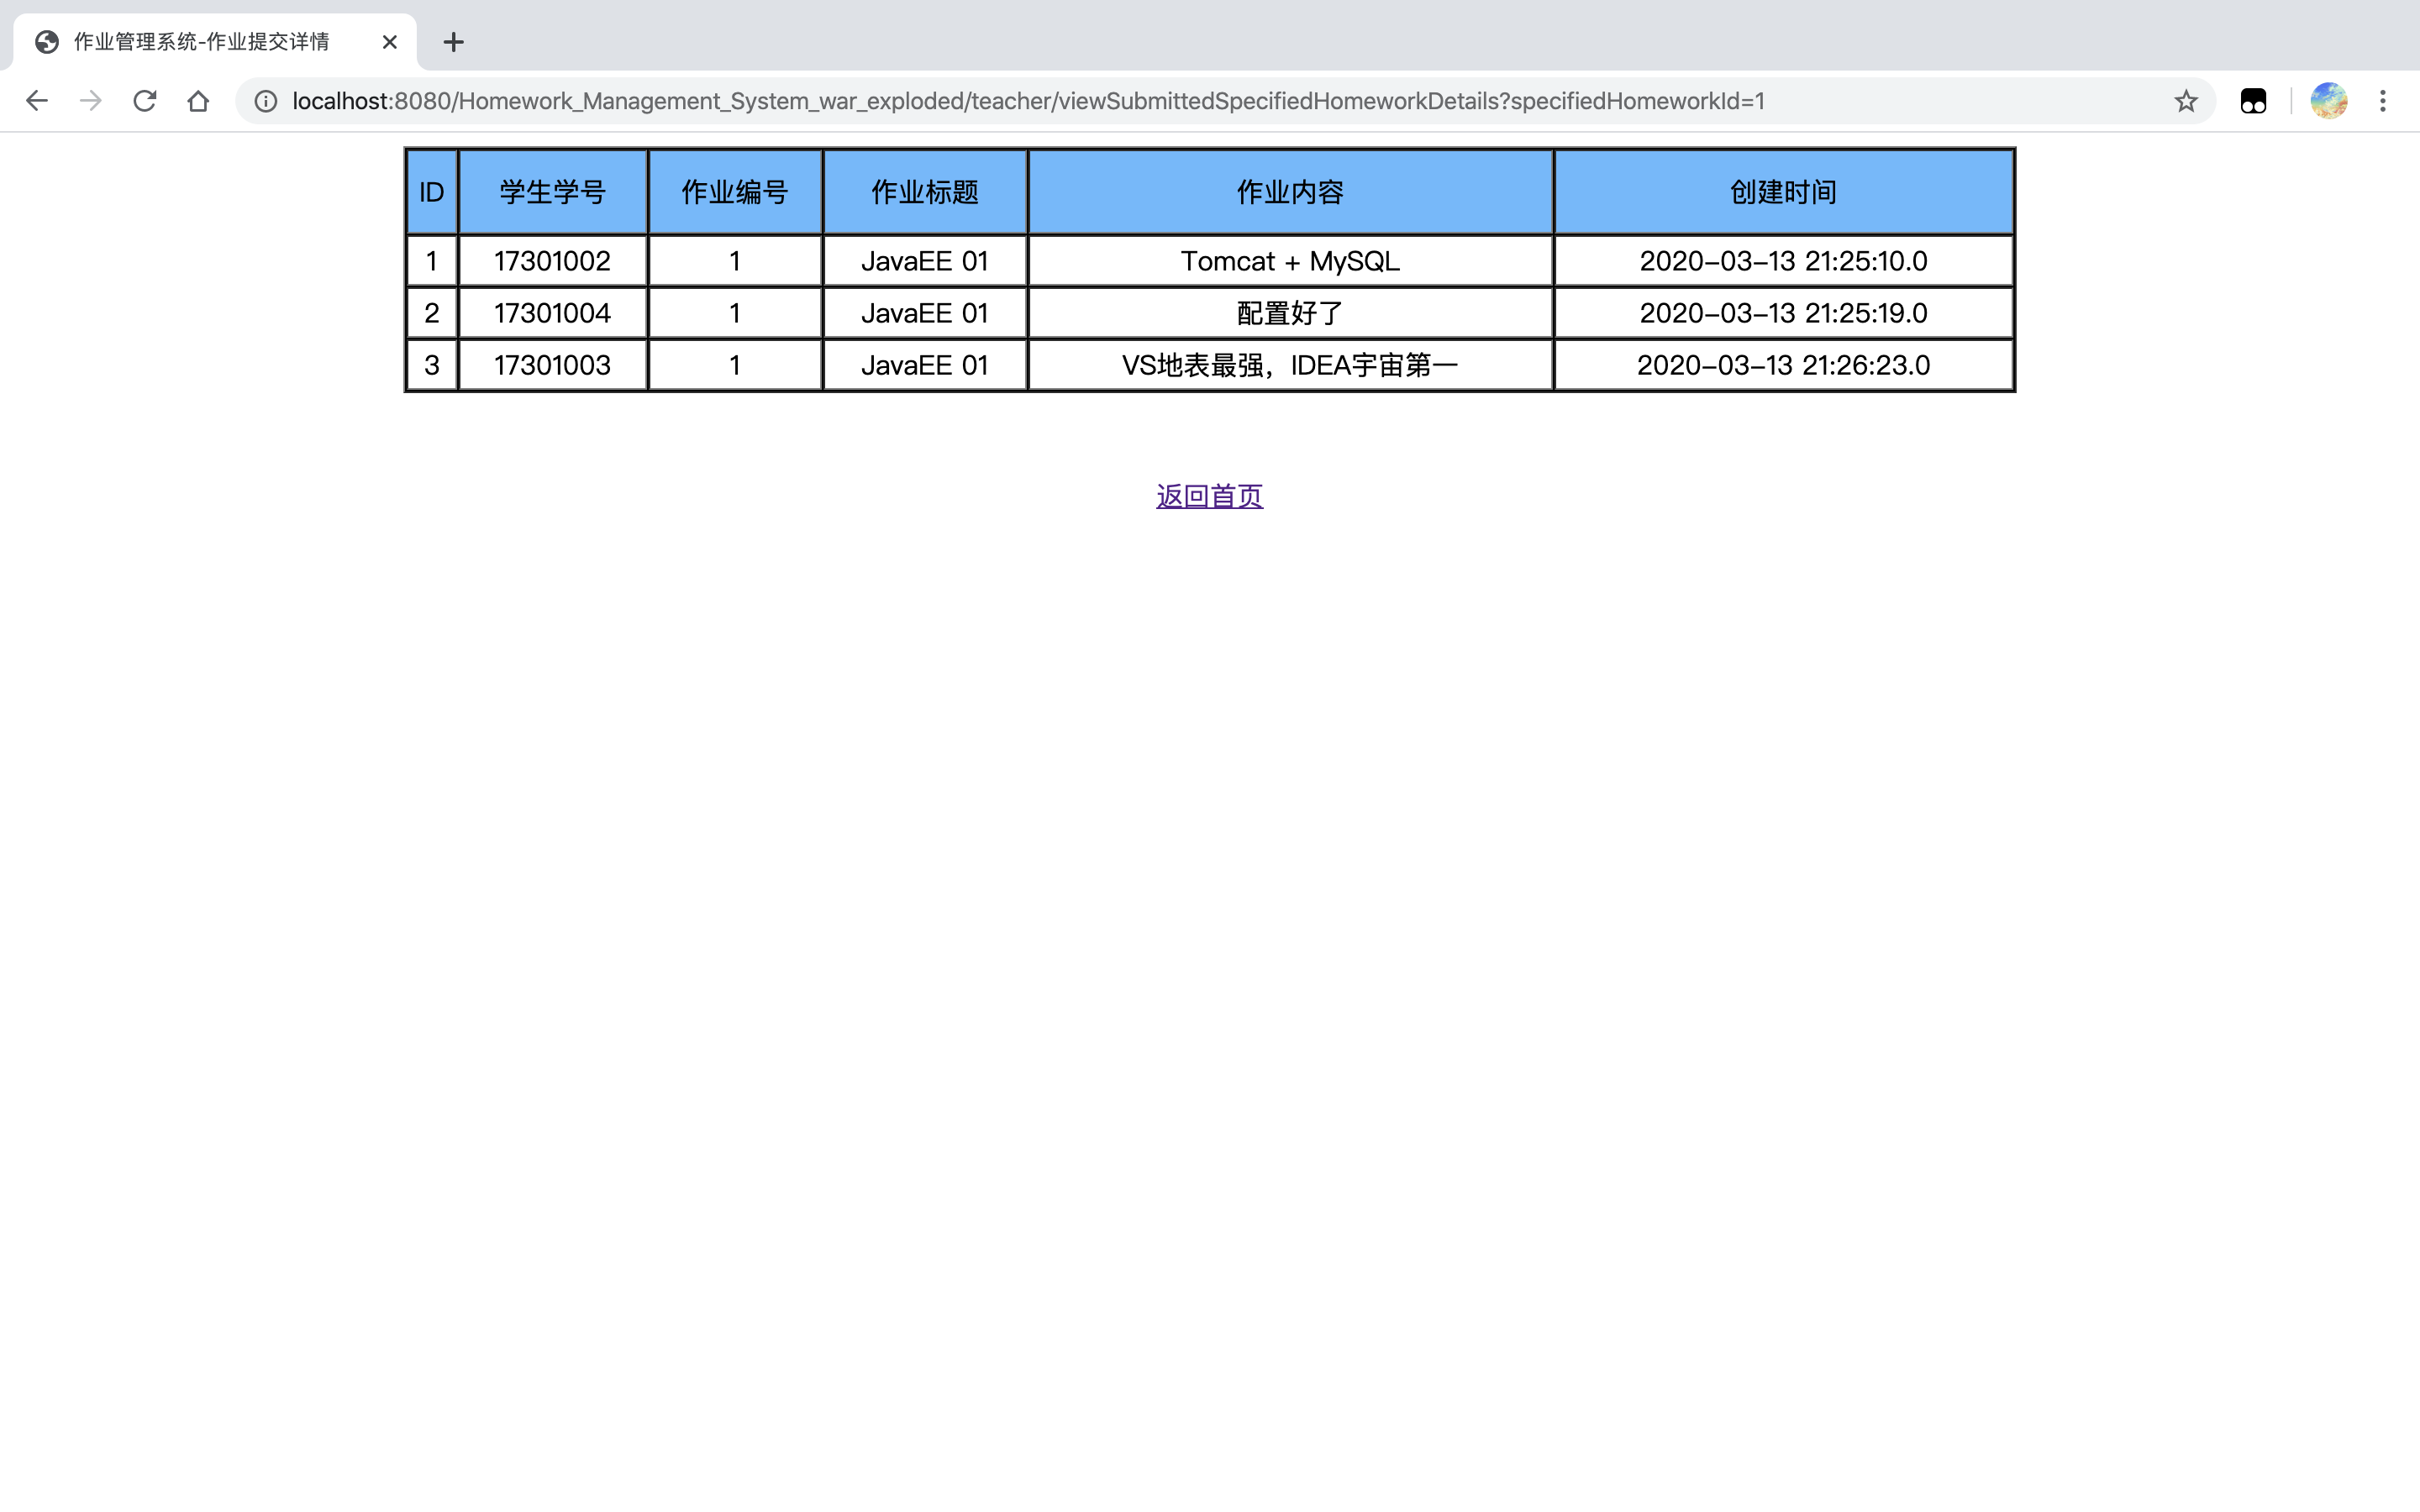 作业管理系统-作业提交详情
localhost:8080/Homework_Management_System_war_exploded/teacher/viewSubmittedSpecifiedHomeworkDetails?specifiedHomeworkId=1
ID 学生学号 作业编号 作业标题 作业内容 创建时间
1 17301002 1 JavaEE 01 Tomcat + MySQL 2020-03-13 21:25:10.0
2 17301004 1 JavaEE 01 配置好了 2020-03-13 21:25:19.0
3 17301003 1 JavaEE 01 VS地表最强，IDEA宇宙第一 2020-03-13 21:26:23.0
返回首页